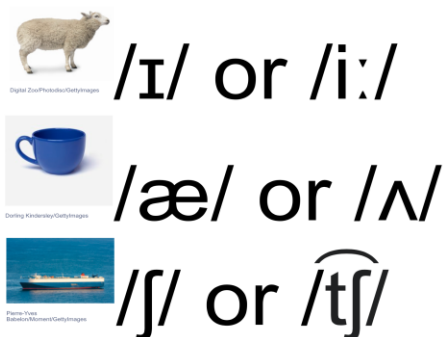 /ɪ/ or /iː/
Digital Zoo/Photodisc/GettyImages
/æ/ or /ʌ/
Dorling Kindersley/GettyImages
/ʃ/ or /t͡ʃ/
Pierre-Yves
Babelon/Moment/GettyImages